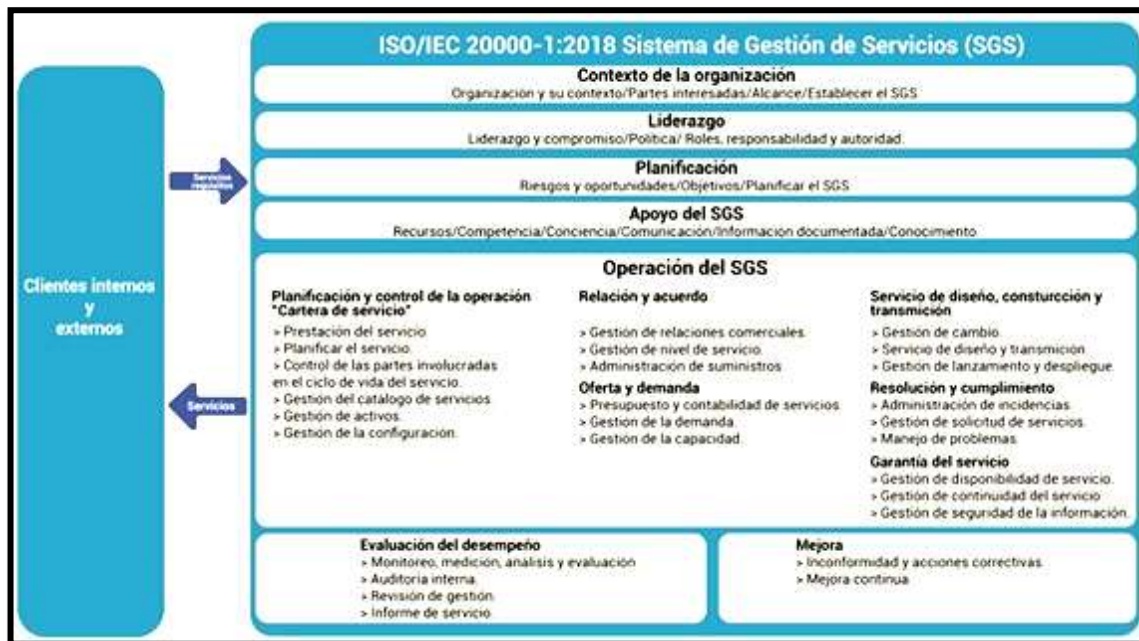 ISO/IEC 20000-1:2018 Sistema de Gestión de Servicios (SGS)
Contexto de la organización
Organización y su contexto/Partes interesadas/Alcance/Establecer el SGS
Liderazgo
Liderazgo y compromiso/Política/ Roles, responsabilidad y autoridad.
Planificación
Riesgos y oportunidades/Objetivos/Planificar el SGS
Apoyo del SGS
Recursos/Competencia/Conciencia/Comunicación/Informacion documentada/Conocimiento
Clientes internos
y
externos
Servicios
requisitos
Servicios
Operación del SGS
Planificación y control de la operación
"Cartera de servicio"
> Prestación del servicio
> Planificar el servicio.
> Control de las partes involucradas
en el ciclo de vida del servicio.
> Gestión del catálogo de servicios
> Gestión de activos.
> Gestión de la configuración.
Relación y acuerdo
> Gestión de relaciones comerciales.
> Gestión de nivel de servicio.
> Administración de suministros
Oferta y demanda
> Presupuesto y contabilidad de servicios.
> Gestión de la demanda.
> Gestión de la capacidad.
Servicio de diseño, consturcción y
transmición
> Gestión de cambio.
> Servicio de diseño y transmición
> Gestión de lanzamiento y despliegue.
Resolución y cumplimiento
> Administración de incidencias
> Gestión de solicitud de servicios.
> Manejo de problemas
Garantía del servicio
> Gestión de disponibilidad de servicio.
> Gestión de continuidad del servicio
> Gestión de seguridad de la información.
Evaluación del desempeño
> Monitoreo, medición, análisis y evaluación
> Auditoria interna.
> Revisión de gestión.
> Informe de servicio
Mejora
> Inconformidad y acciones correctivas.
> Mejora continua